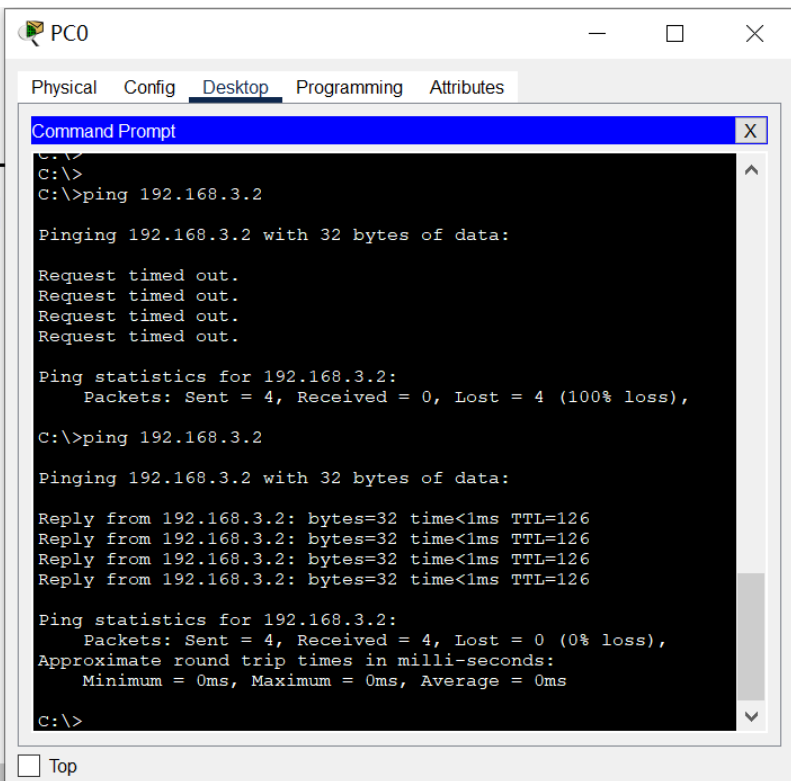 PC0
Physical Config Desktop Programming Attributes
Command Prompt
X
C:\>
C:\>
C:\>ping 192.168.3.2
Pinging 192.168.3.2 with 32 bytes of data:
Request timed out.
Request timed out.
Request timed out.
Request timed out.
Ping statistics for 192.168.3.2:
Packets: Sent = 4, Received = 0, Lost = 4 (100% loss),
C:\>ping 192.168.3.2
Pinging 192.168.3.2 with 32 bytes of data:
Reply from 192.168.3.2: bytes=32 time<1ms TTL=126
Reply from 192.168.3.2: bytes=32 time<1ms TTL=126
Reply from 192.168.3.2: bytes=32 time<1ms TTL=126
Reply from 192.168.3.2: bytes=32 time<1ms TTL=126
Ping statistics for 192.168.3.2:
Packets: Sent = 4, Received = 4, Lost = 0 (0% loss),
Approximate round trip times in milli-seconds:
Minimum = 0ms, Maximum = 0ms, Average = 0ms
C:\>
Top